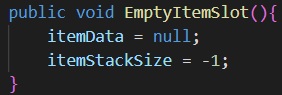 public void EmptyItemSlot(){
    itemData = null;
    itemStackSize = -1;
}